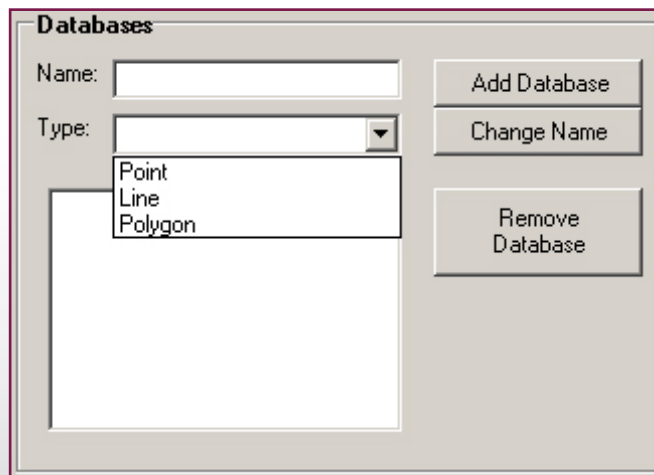 Databases
Name:
Add Database
Type:
Change Name
Point
Line
Polygon
Remove
Database